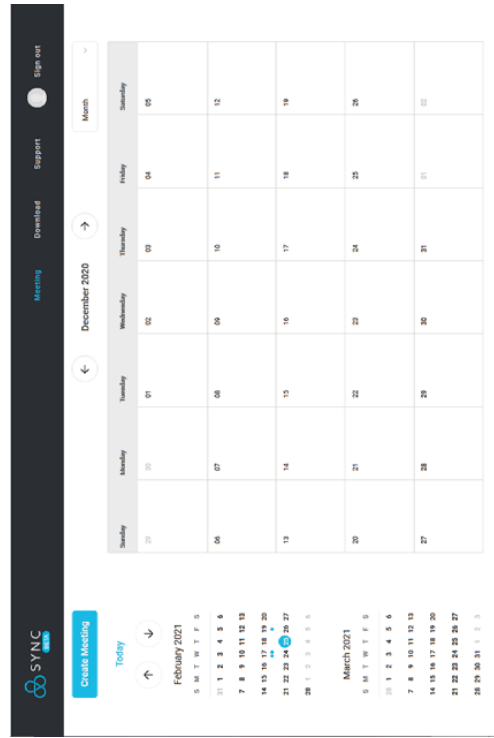 SYNC BETA Meeting Download Support Sign out
Create Meeting
Today
February 2021
S M T W T F S
31 1 2 3 4 5 6
7 8 9 10 11 12 13
14 15 16 17 18 19 20
21 22 23 24 25 26 27
28 1 2 3 4 5 6
March 2021
S M T W T F S
28 1 2 3 4 5 6
7 8 9 10 11 12 13
14 15 16 17 18 19 20
21 22 23 24 25 26 27
28 29 30 31 1 2 3
December 2020
Month
Sunday Monday Tuesday Wednesday Thursday Friday Saturday
29 30 01 02 03 04 05
06 07 08 09 10 11 12
13 14 15 16 17 18 19
20 21 22 23 24 25 26
27 28 29 30 31 01 02